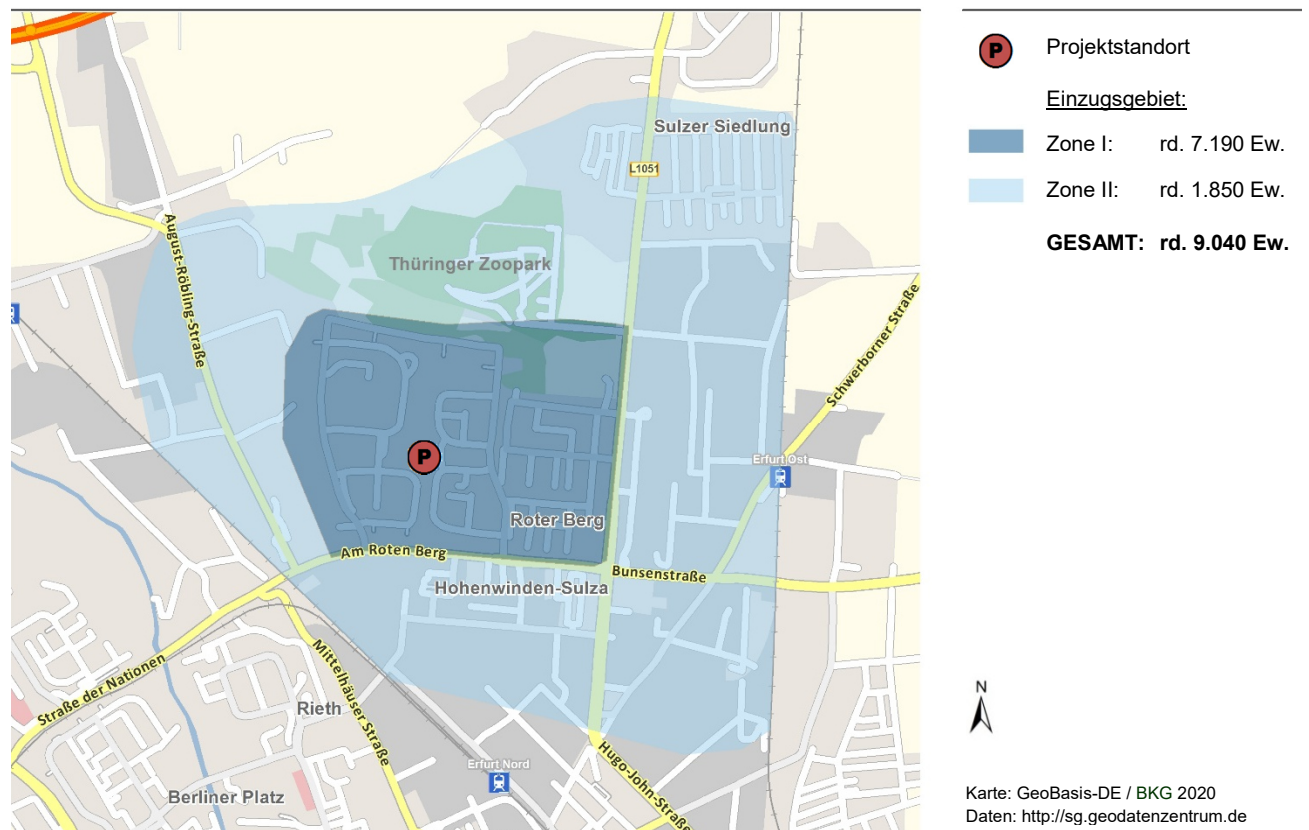 Sulzer Siedlung
L1051
August-Röbling-Straße
Thüringer Zoopark
Schwerborner Straße
Erfurt Ost
P
Roter Berg
Am Roten Berg
Bunsenstraße
Hohenwinden-Sulza
Straße der Nationen
Mittelhäuser Straße
Rieth
Hugo-John-Straße
Erfurt Nord
Berliner Platz
P Projektstandort
Einzugsgebiet:
Zone I: rd. 7.190 Ew.
Zone II: rd. 1.850 Ew.
GESAMT: rd. 9.040 Ew.
N
Karte: GeoBasis-DE / BKG 2020
Daten: http://sg.geodatenzentrum.de